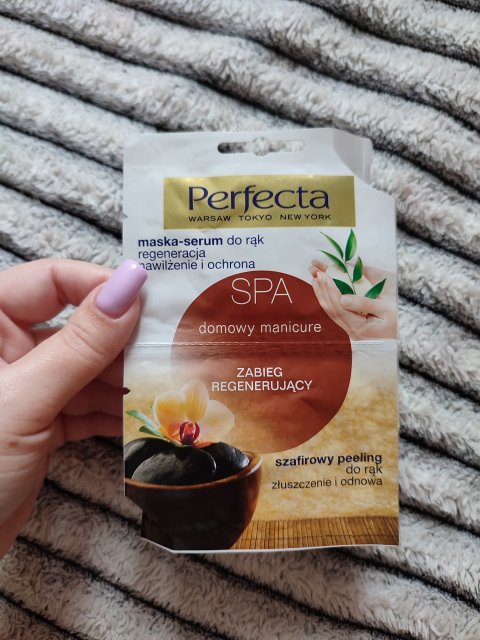 Perfecta
WARSAW TOKYO NEW YORK
maska-serum do rąk
regeneracja
nawilżenie i ochrona
SPA
domowy manicure
ZABIEG
REGENERUJĄCY
szafirowy peeling
do rąk
złuszczenie i odnowa